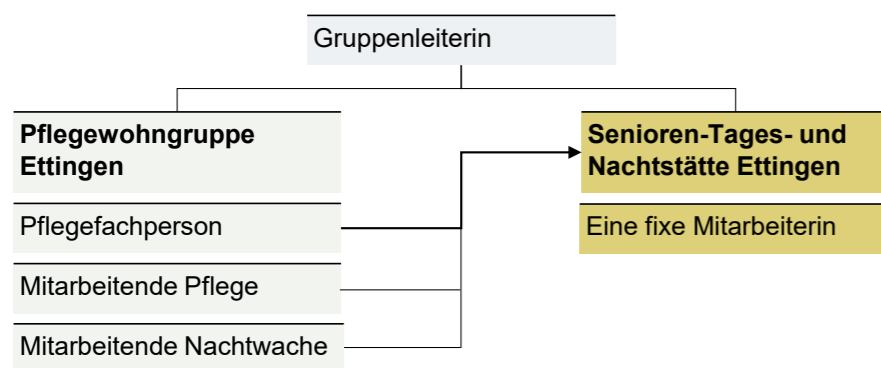 Gruppenleiterin
Pflegewohngruppe
Ettingen
Pflegefachperson
Mitarbeitende Pflege
Mitarbeitende Nachtwache
Senioren-Tages- und
Nachtstätte Ettingen
Eine fixe Mitarbeiterin